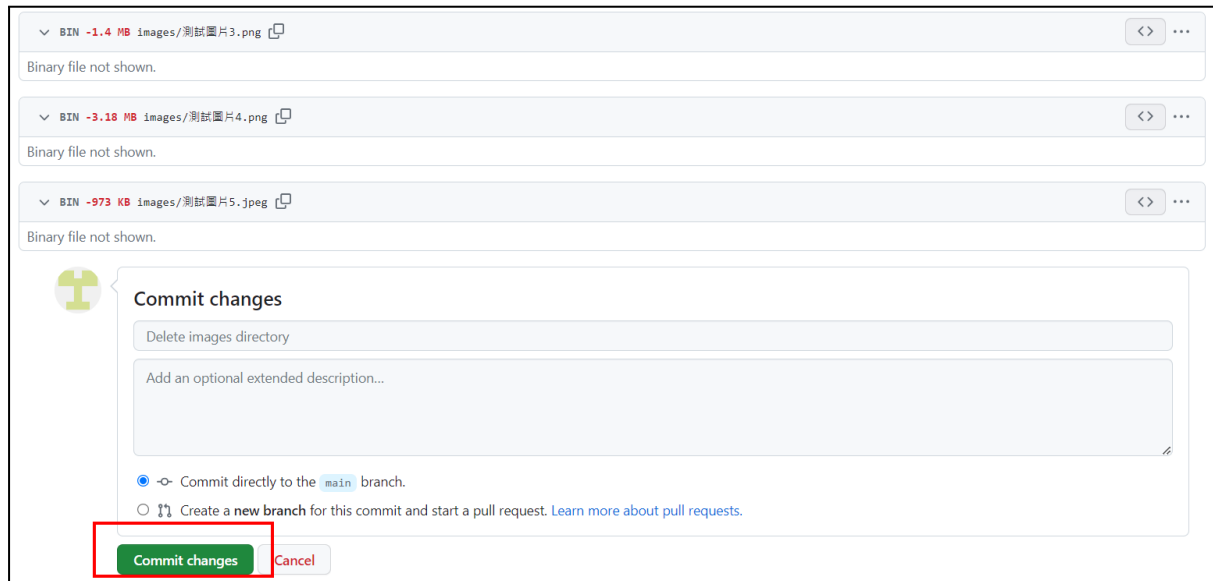 BIN -1.4 MB images/測試圖片3.png
Binary file not shown.
BIN -3.18 MB images/測試圖片4.png
Binary file not shown.
BIN -973 KB images/測試圖片5.jpeg
Binary file not shown.
Commit changes
Delete images directory
Add an optional extended description...
Commit directly to the main branch.
Create a new branch for this commit and start a pull request. Learn more about pull requests.
Commit changes Cancel